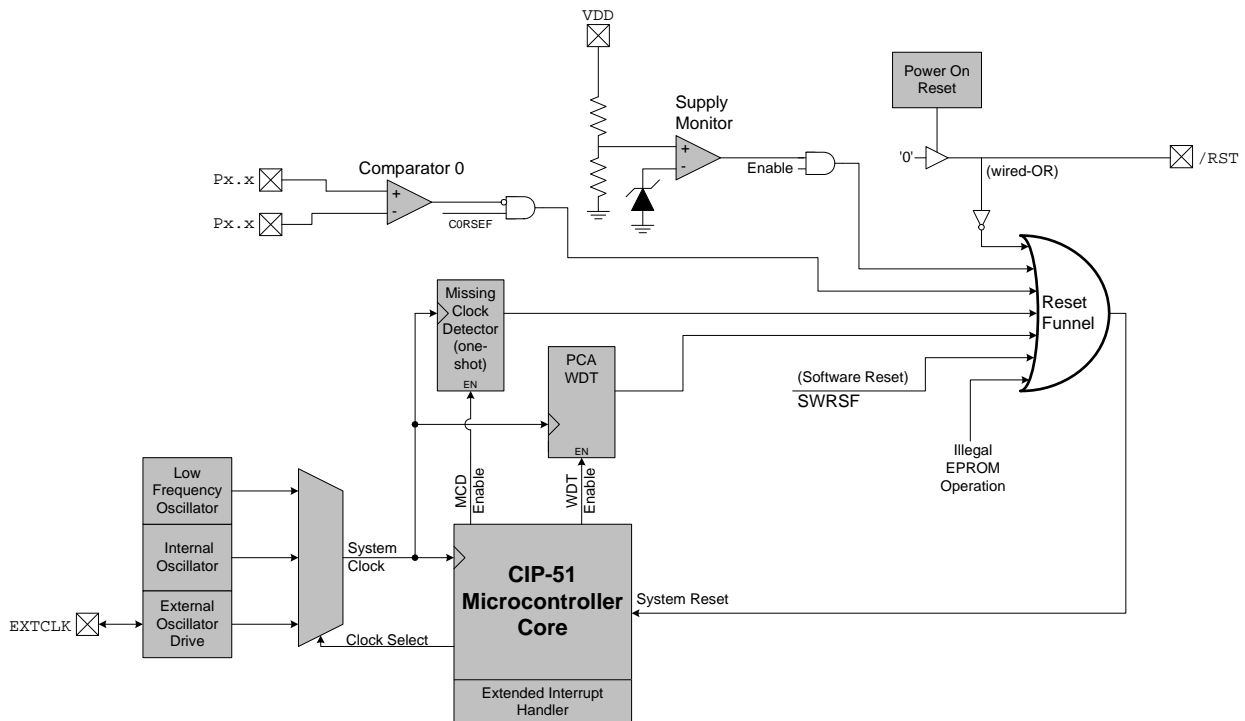 VDD
Power On
Reset
Supply
Monitor
+
-
Enable
'0'
(wired-OR)
/RST
Comparator 0
Px.x
Px.x
+
-
C0RSEF
Missing
Clock
Detector
(one-
shot)
EN
PCA
WDT
EN
Reset
Funnel
(Software Reset)
SWRSF
Illegal
EPROM
Operation
MCD
Enable
WDT
Enable
Low
Frequency
Oscillator
Internal
Oscillator
External
Oscillator
Drive
EXTCLK
System
Clock
Clock Select
CIP-51
Microcontroller
Core
System Reset
Extended Interrupt
Handler